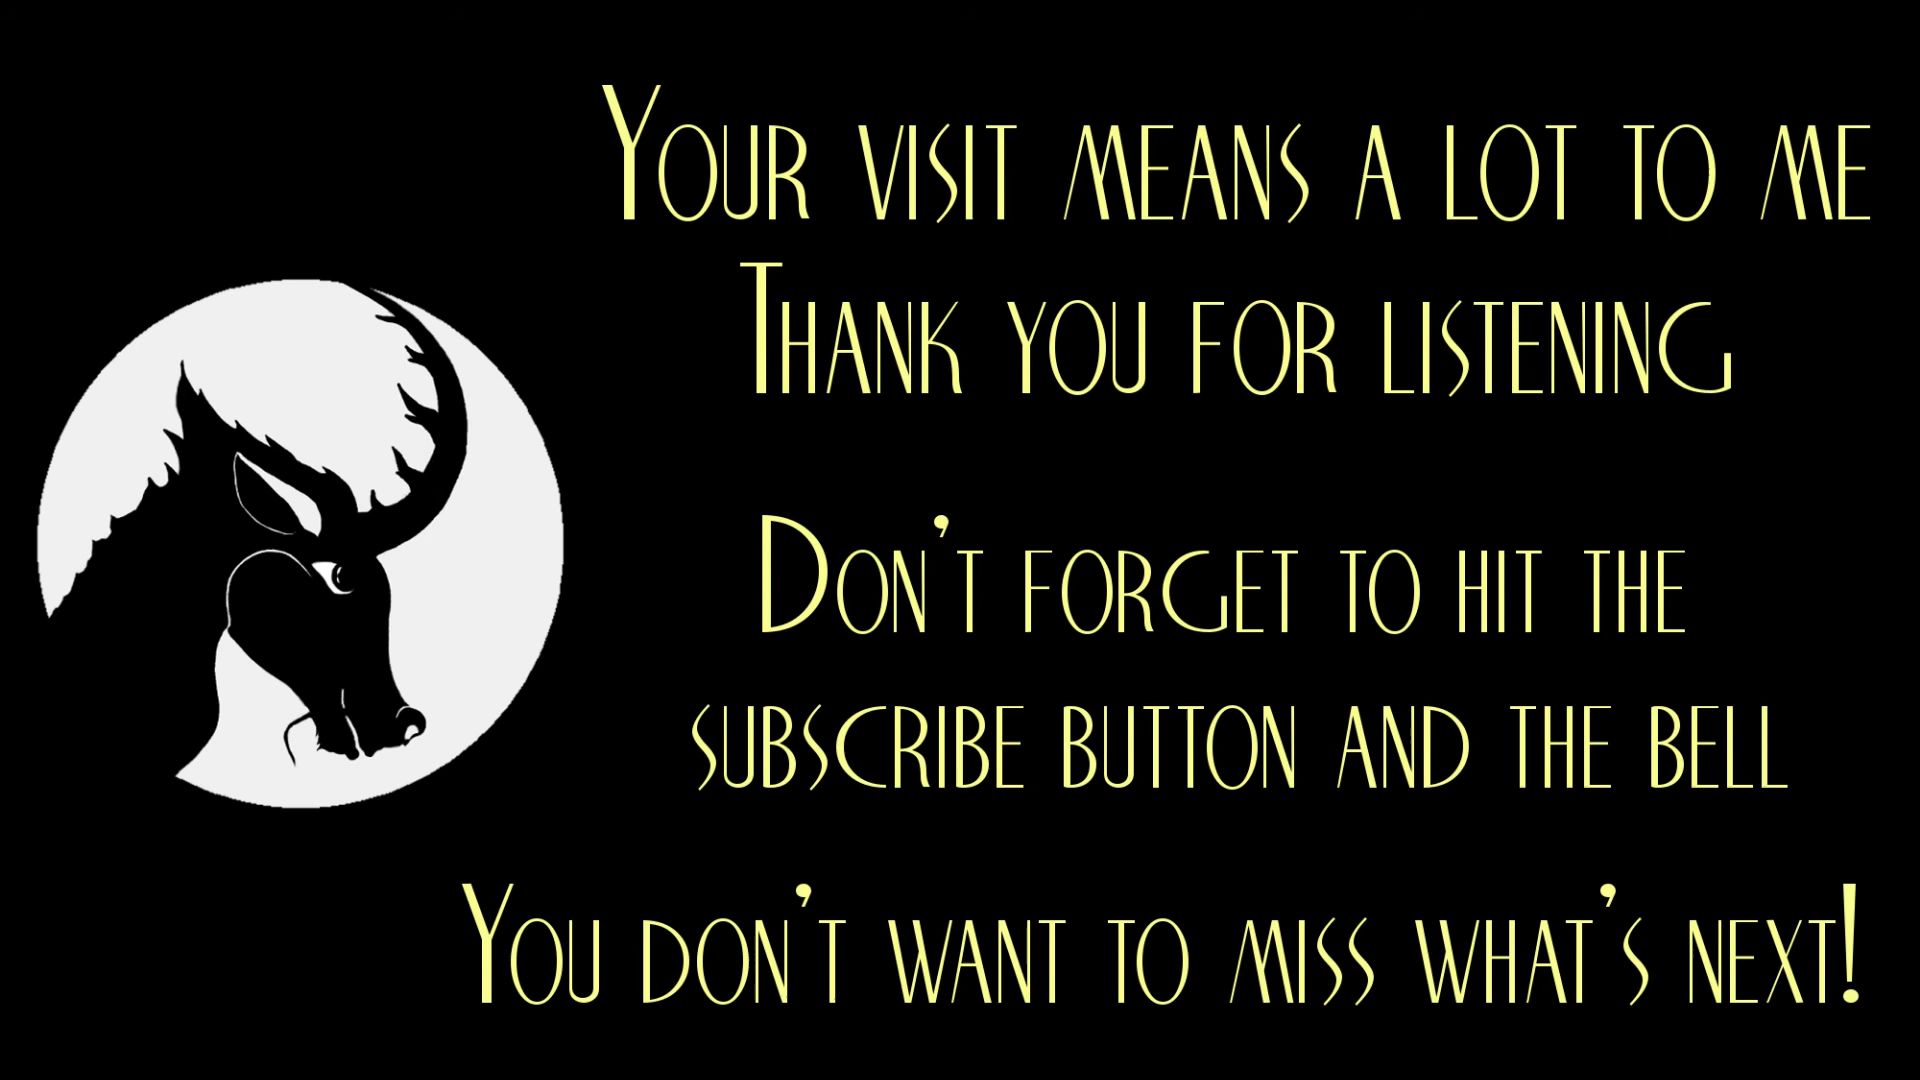 Your visit means a lot to me
Thank you for listening
Don't forget to hit the
subscribe button and the bell
You don't want to miss what's next!